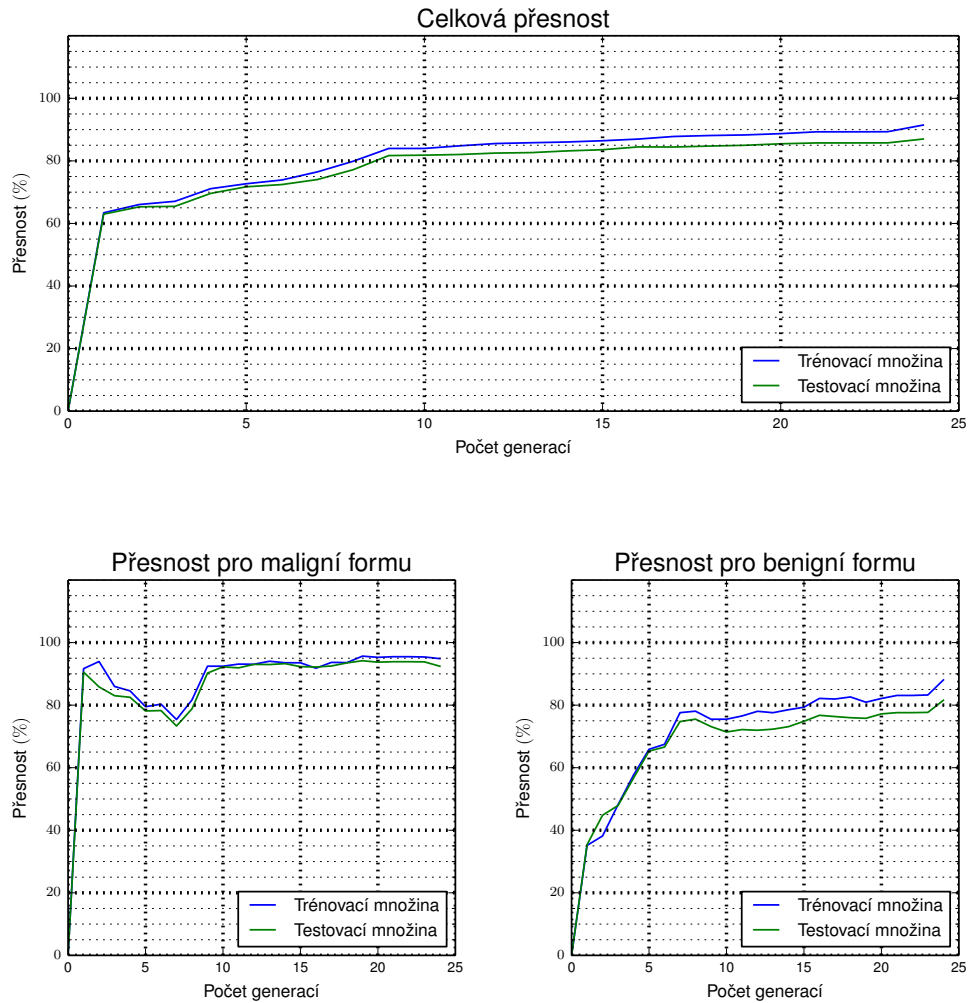 Celková přesnost
Přesnost (%)
100
80
60
40
20
0
0 5 10 15 20 25
Počet generací
Trénovací množina
Testovací množina
Přesnost pro maligní formu
Přesnost (%)
100
80
60
40
20
0
0 5 10 15 20 25
Počet generací
Trénovací množina
Testovací množina
Přesnost pro benigní formu
Přesnost (%)
100
80
60
40
20
0
0 5 10 15 20 25
Počet generací
Trénovací množina
Testovací množina